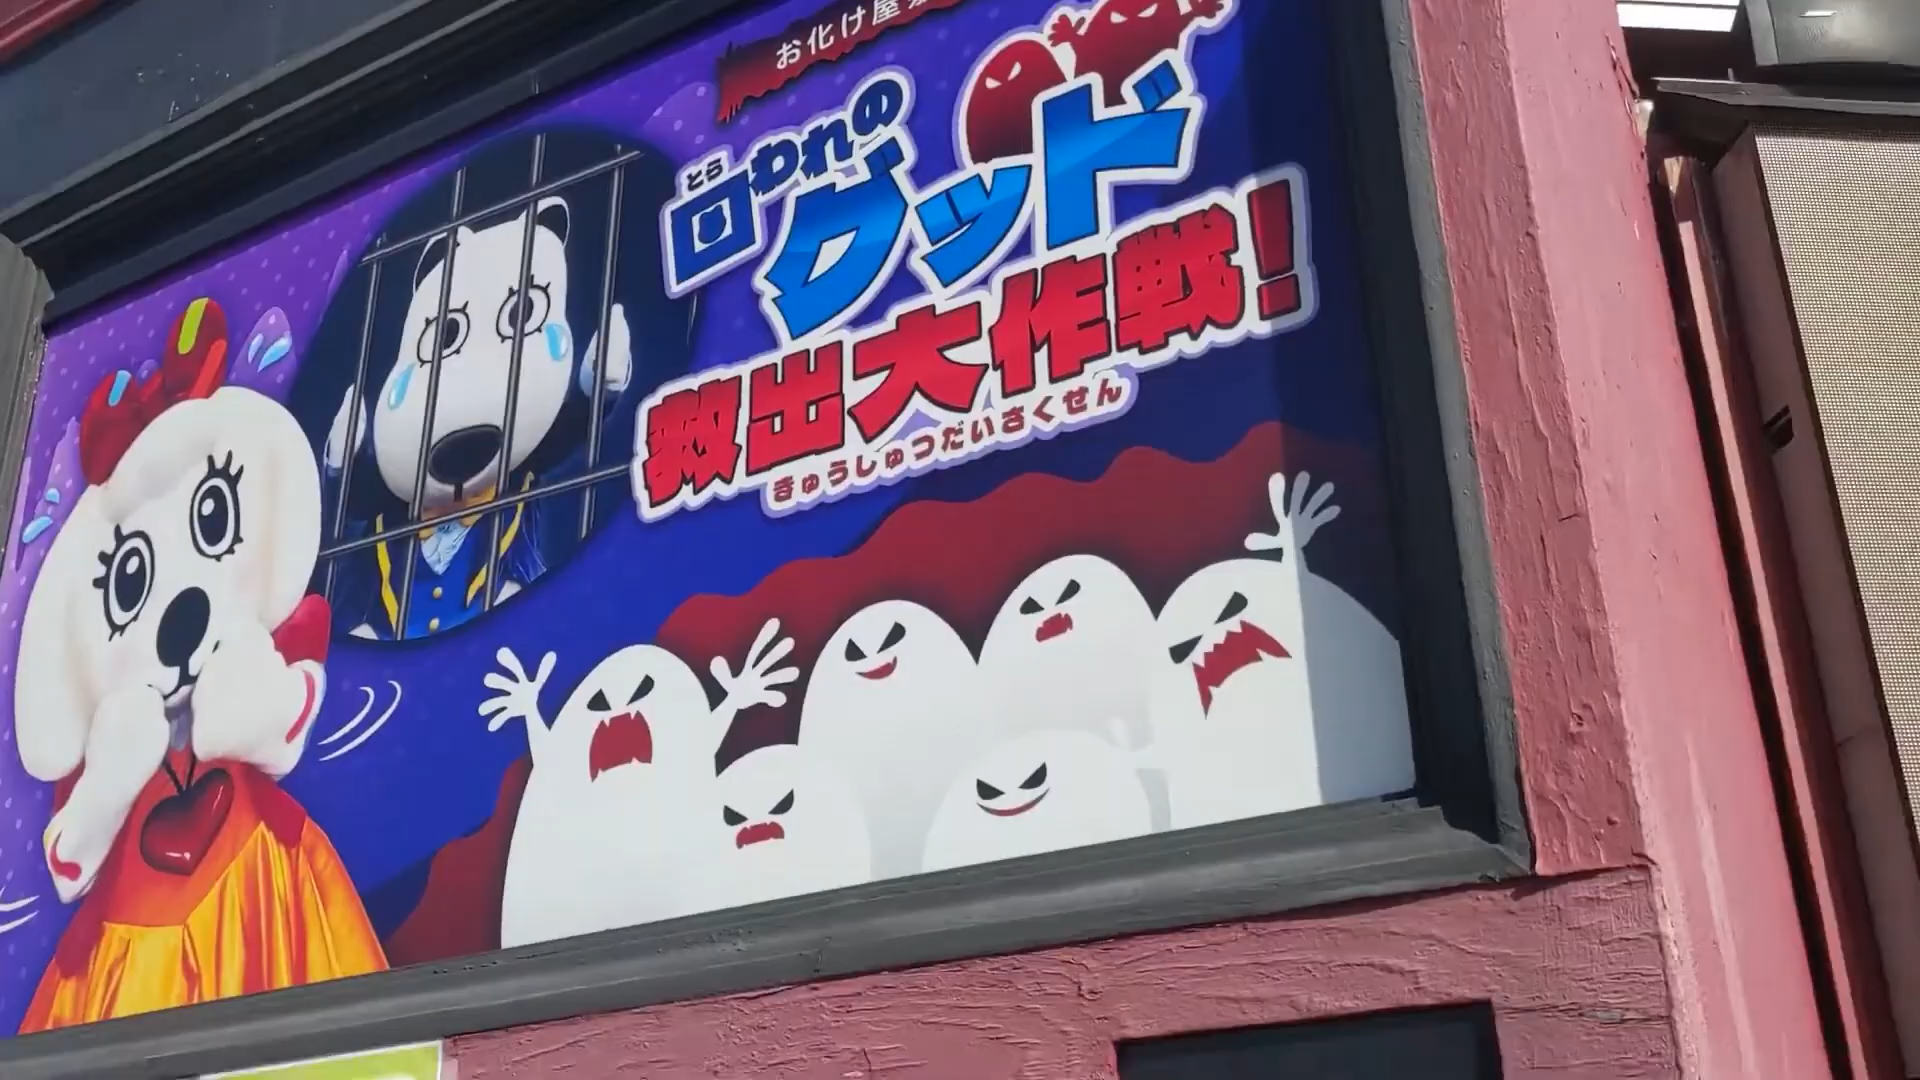 お化け屋
とら
囚われの
グッド
救出大作戦!
きゅうしゅつだいさくせん